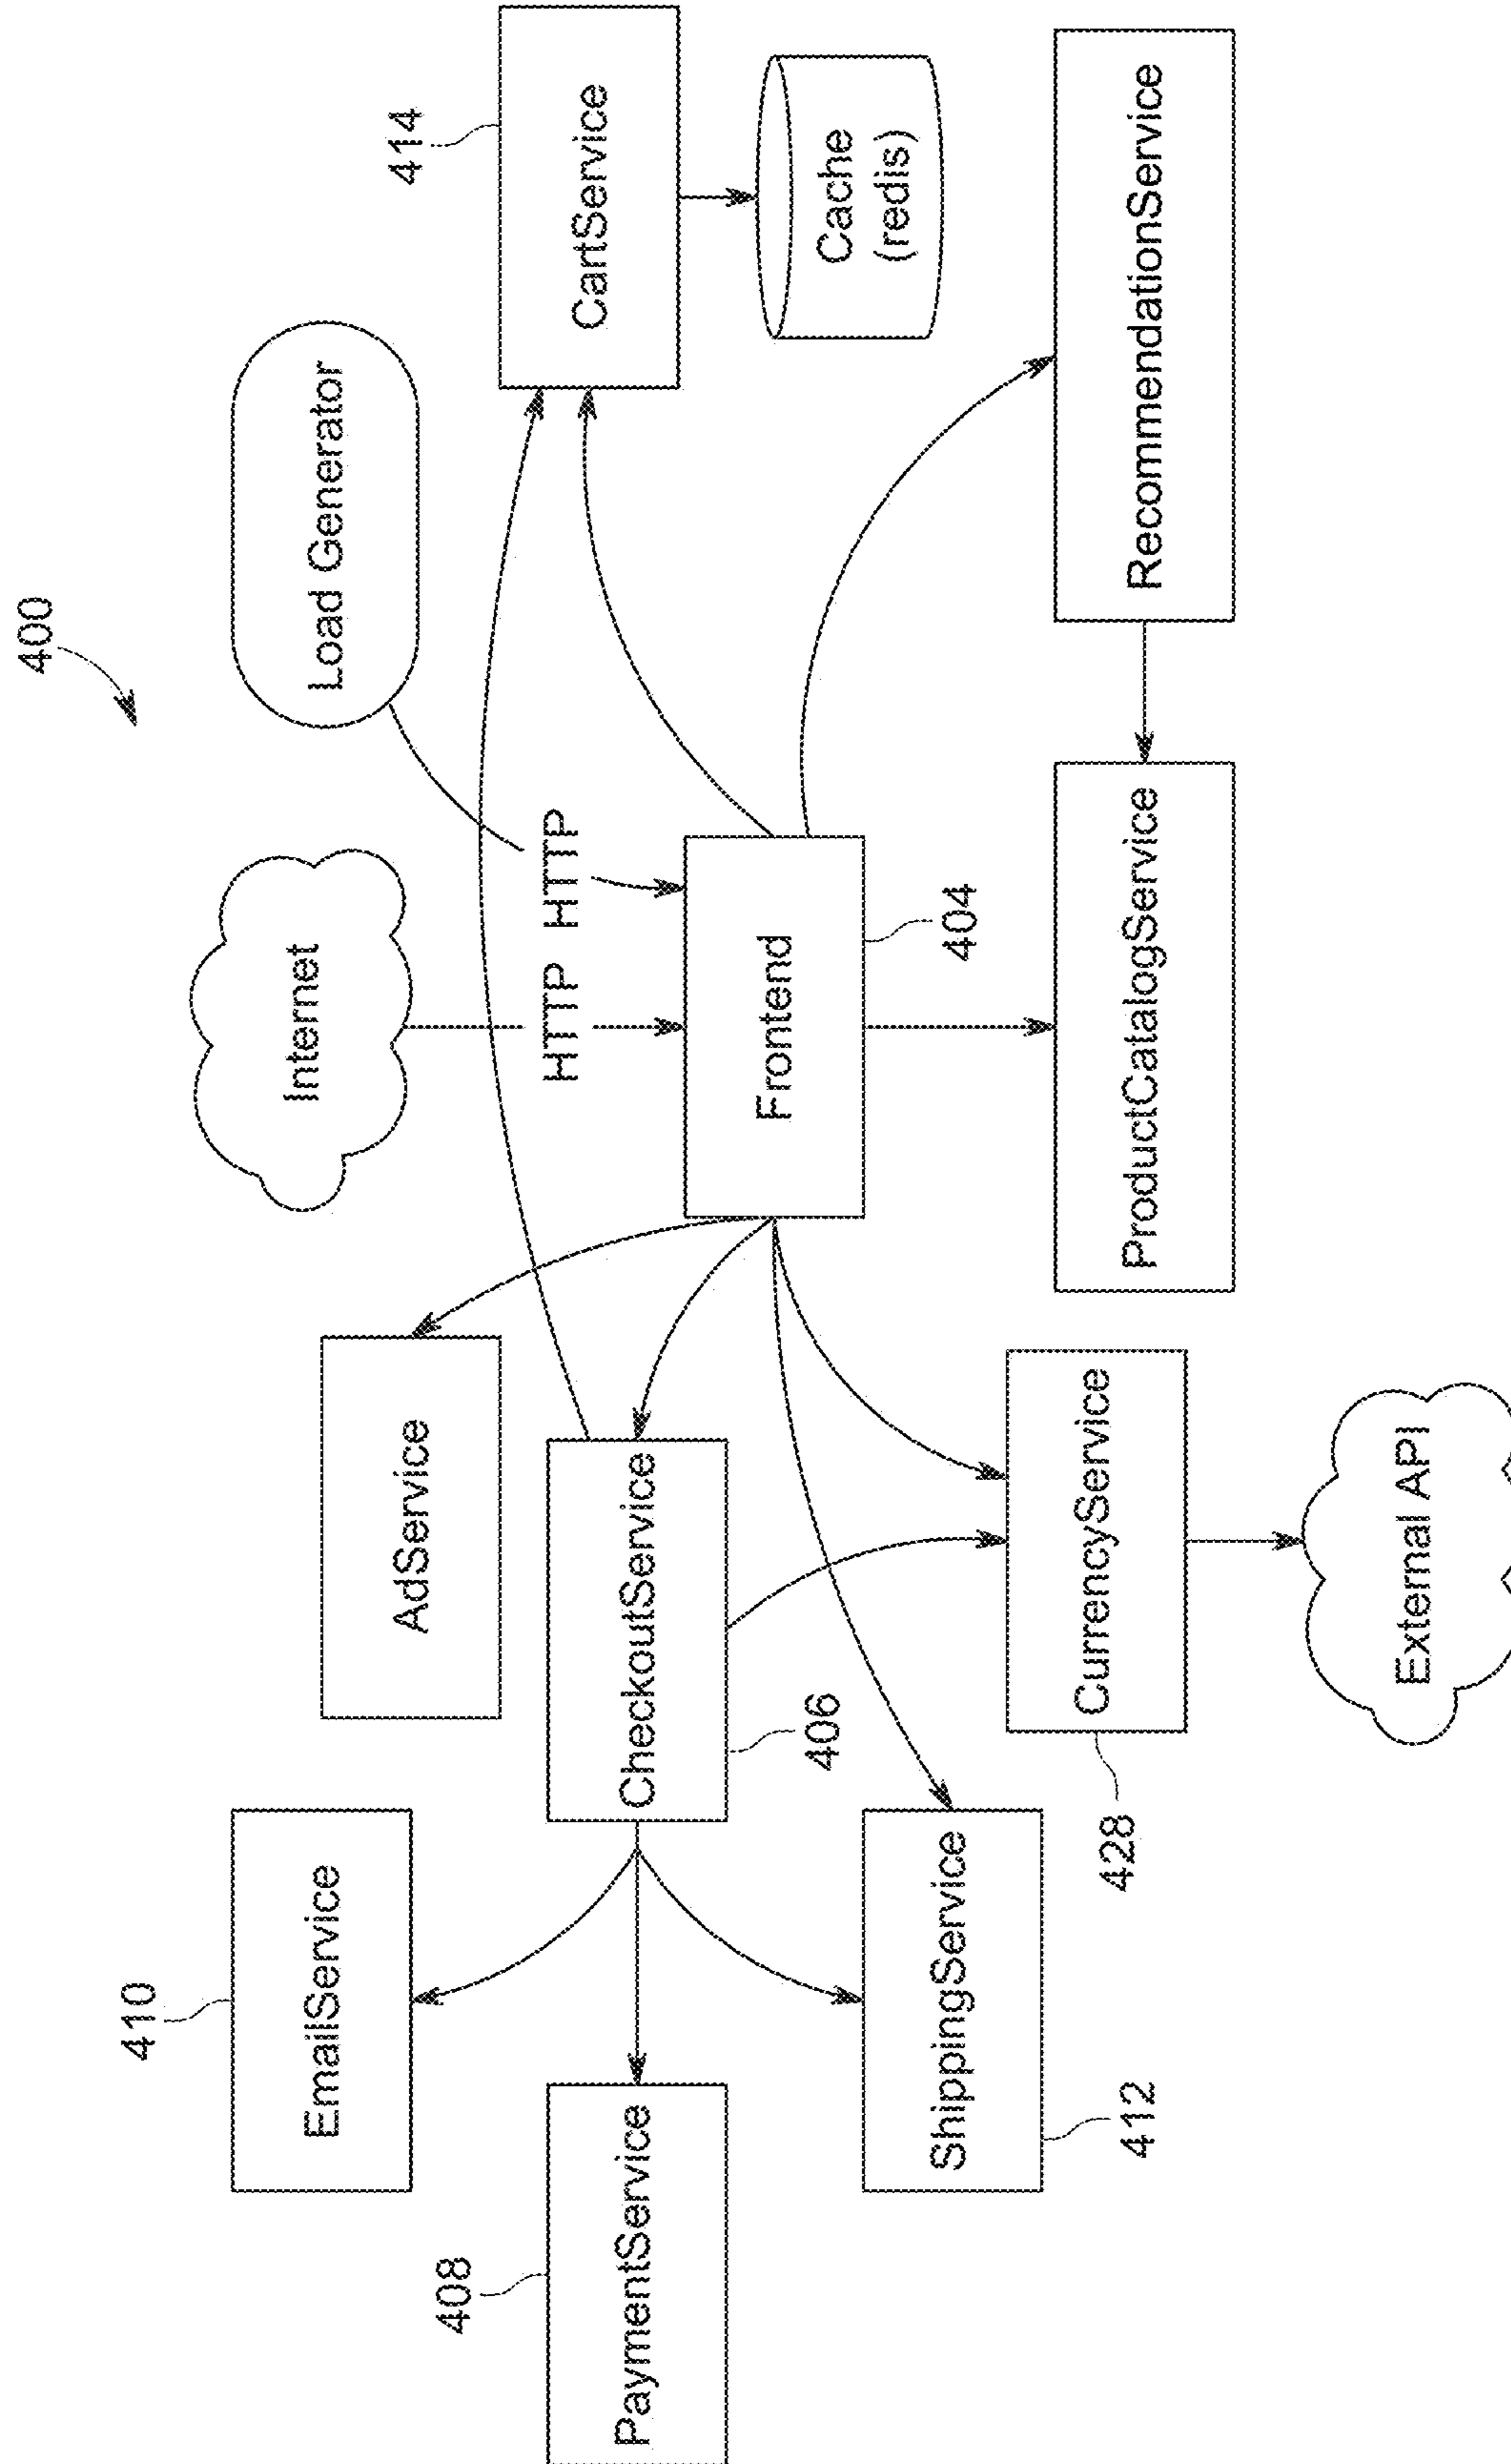 400
Internet
Load Generator
410
EmailService
AdService
414
CartService
HTTP
HTTP
408
PaymentService
CheckoutService
406
Frontend
404
Cache
(redis)
ShippingService
412
CurrencyService
428
ProductCatalogService
RecommendationService
External API